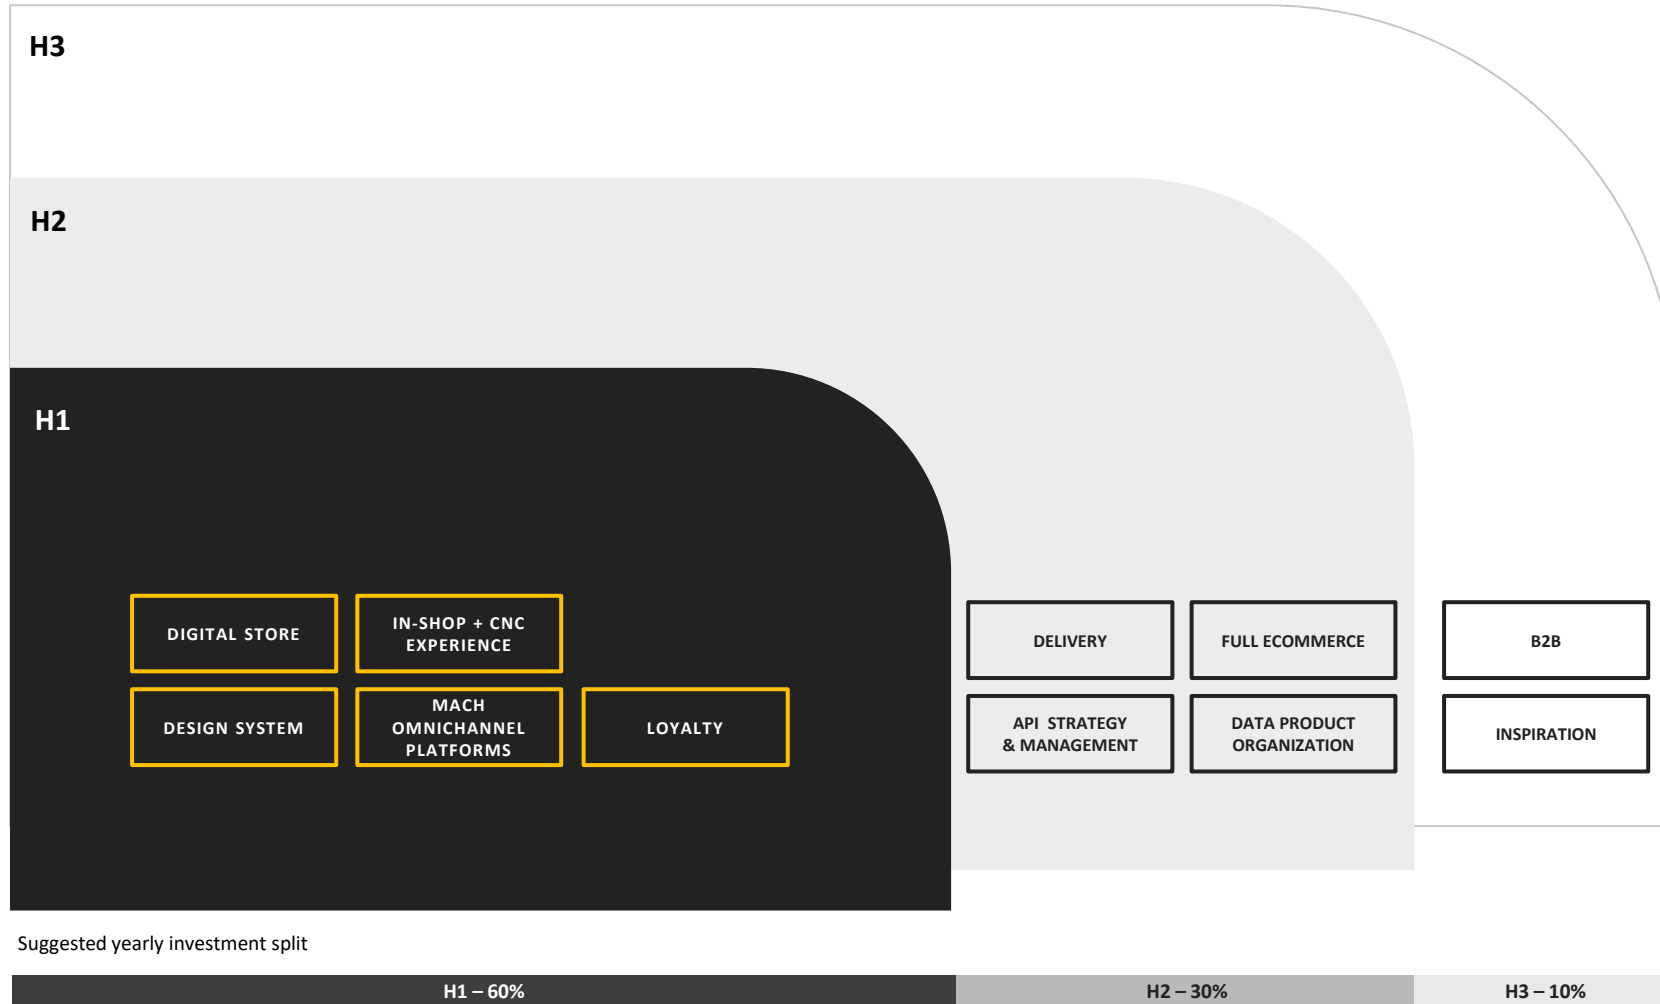 H3
H2
H1
DIGITAL STORE
IN-SHOP + CNC
EXPERIENCE
DESIGN SYSTEM
MACH
OMNICHANNEL
PLATFORMS
LOYALTY
DELIVERY
FULL ECOMMERCE
API STRATEGY
& MANAGEMENT
DATA PRODUCT
ORGANIZATION
B2B
INSPIRATION
Suggested yearly investment split
H1 – 60%
H2 – 30%
H3 – 10%